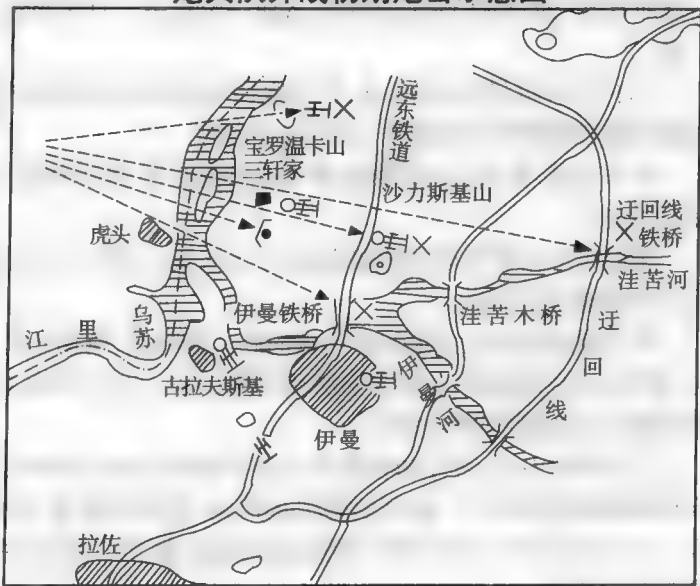 远东铁道
宝罗温卡山
三轩家
沙力斯基山
虎头
迂回线
铁桥
洼苦河
乌苏里江
伊曼铁桥
洼苦木桥
古拉夫斯基
伊曼
伊曼河
迂回线
拉佐